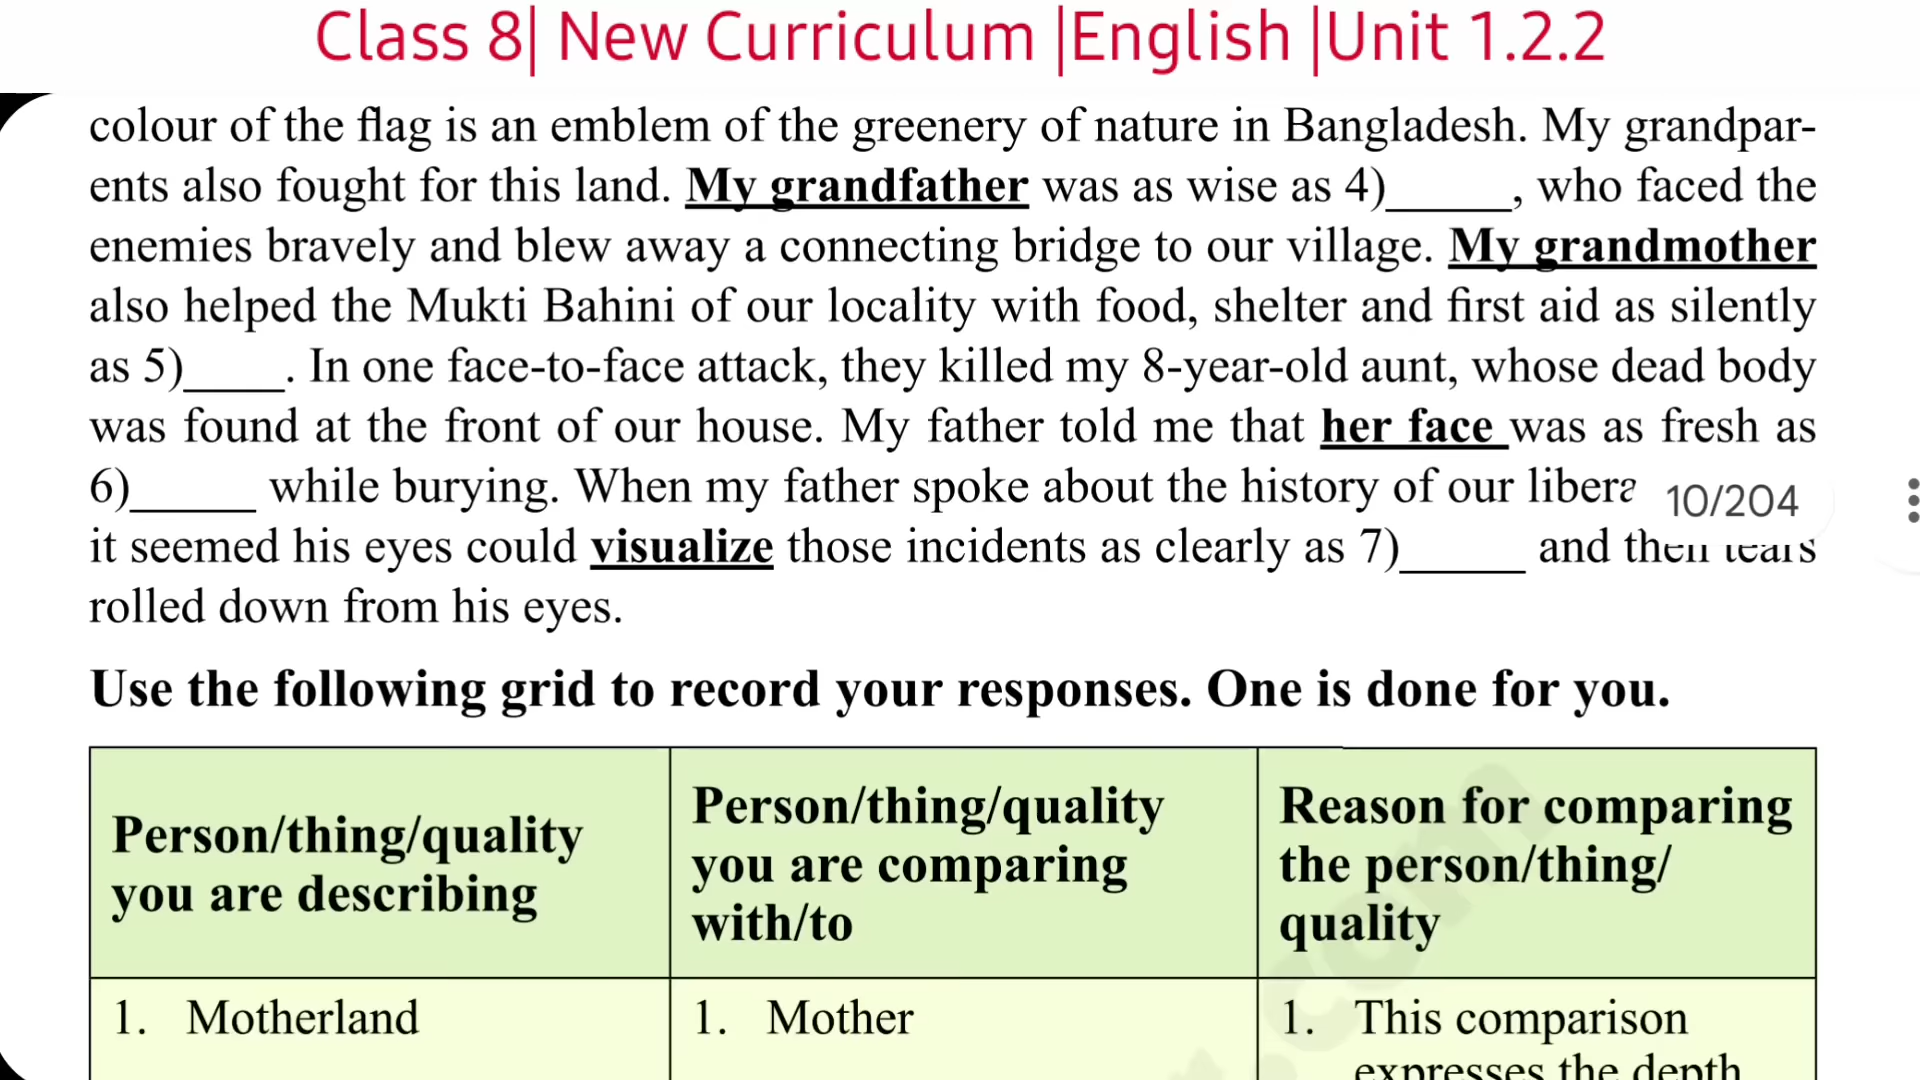 Class 8| New Curriculum |English |Unit 1.2.2
colour of the flag is an emblem of the greenery of nature in Bangladesh. My grandpar-
ents also fought for this land. My grandfather was as wise as 4)_____, who faced the
enemies bravely and blew away a connecting bridge to our village. My grandmother
also helped the Mukti Bahini of our locality with food, shelter and first aid as silently
as 5)____. In one face-to-face attack, they killed my 8-year-old aunt, whose dead body
was found at the front of our house. My father told me that her face was as fresh as
6)_____ while burying. When my father spoke about the history of our libera
10/204
it seemed his eyes could visualize those incidents as clearly as 7)_____ and then tears
rolled down from his eyes.
Use the following grid to record your responses. One is done for you.
Person/thing/quality
you are describing
Person/thing/quality
you are comparing
with/to
Reason for comparing
the person/thing/
quality
1. Motherland
1. Mother
1. This comparison
expresses the depth